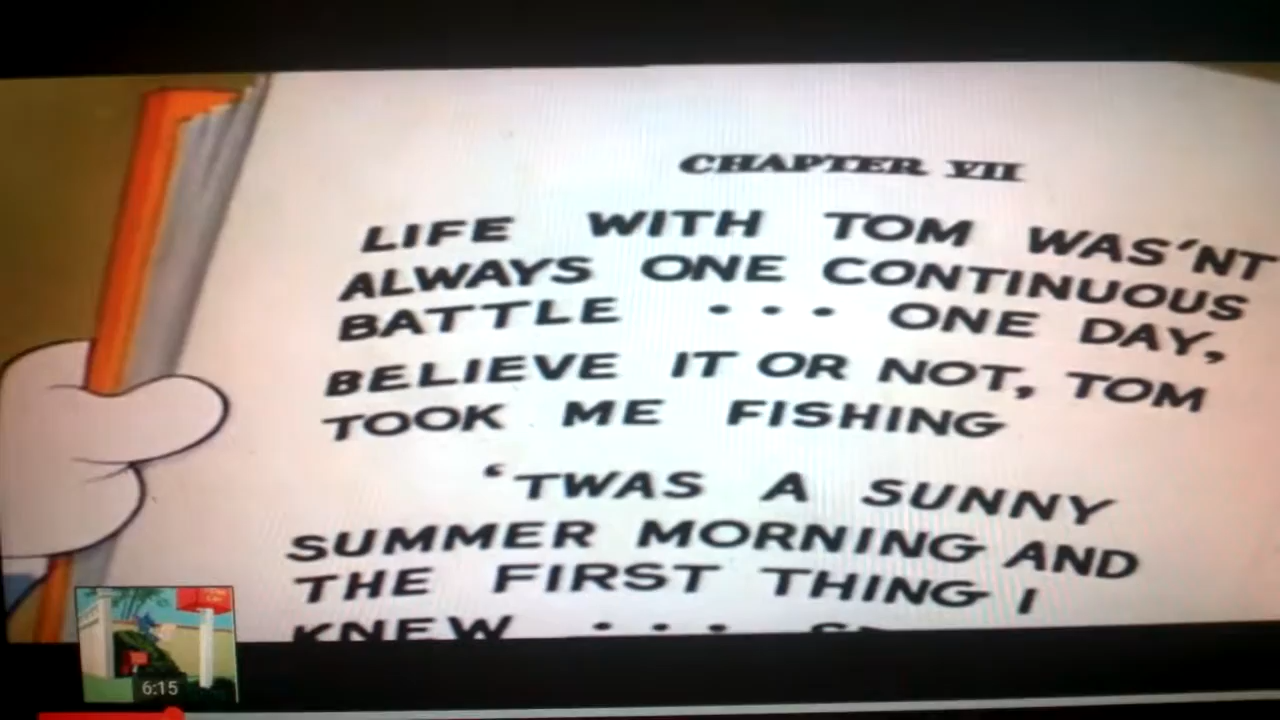 CHAPTER VII
LIFE WITH TOM WAS'NT
ALWAYS ONE CONTINUOUS
BATTLE • • • ONE DAY,
BELIEVE IT OR NOT, TOM
TOOK ME FISHING
'TWAS A SUNNY
SUMMER MORNING AND
THE FIRST THING I
KNEW • • •
6:15